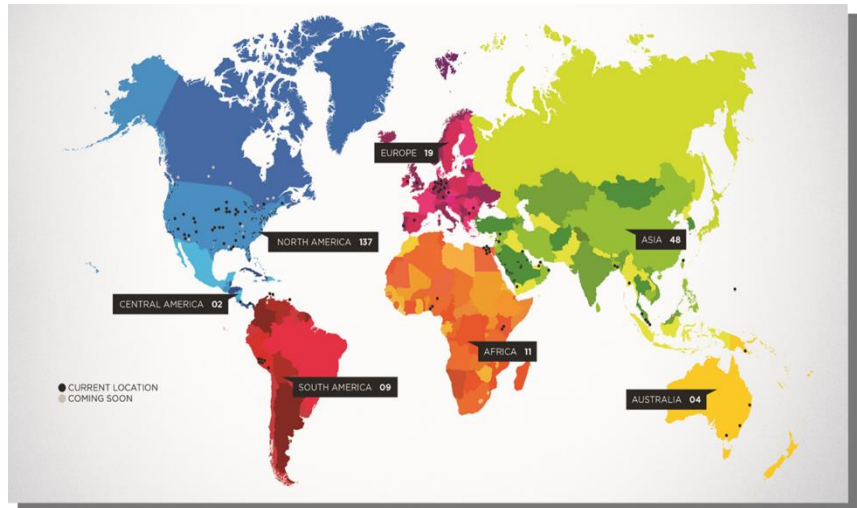 EUROPE 19
NORTH AMERICA 137
ASIA 48
CENTRAL AMERICA 02
AFRICA 11
SOUTH AMERICA 09
CURRENT LOCATION
COMING SOON
AUSTRALIA 04